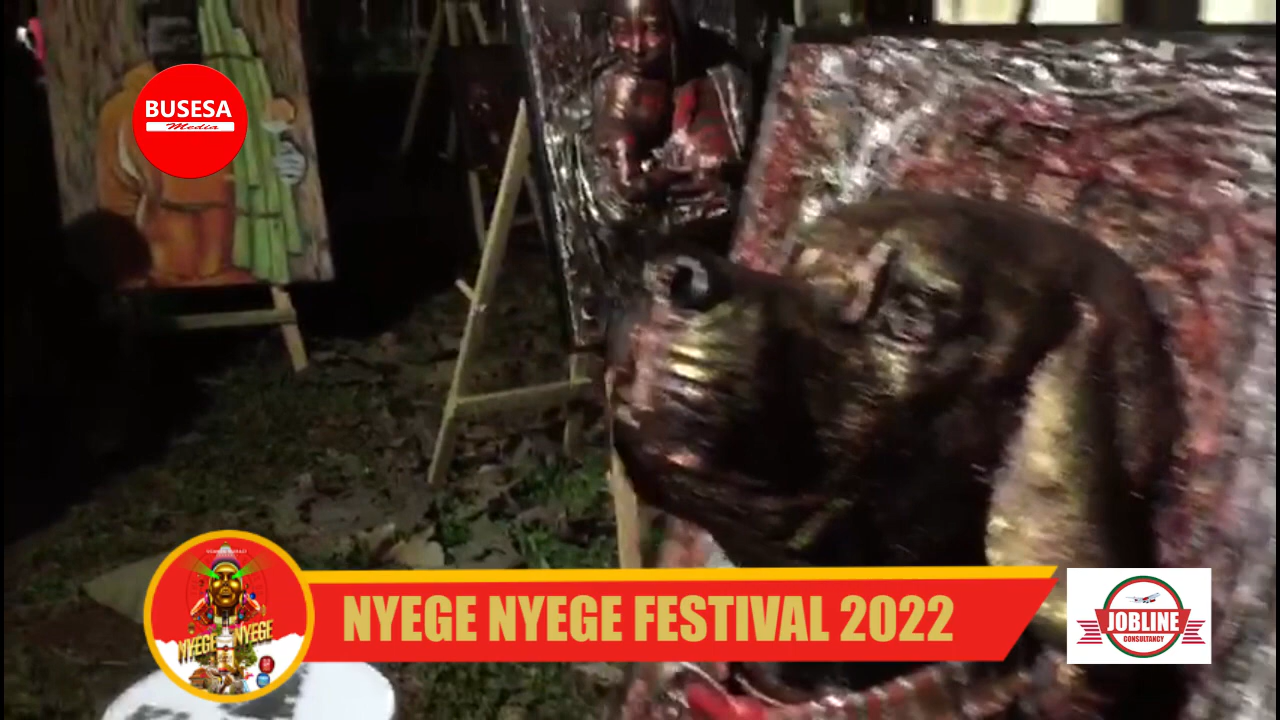 BUSESA
Media
NYEGE NYEGE
NYEGE NYEGE FESTIVAL 2022
JOBLINE
CONSULTANCY